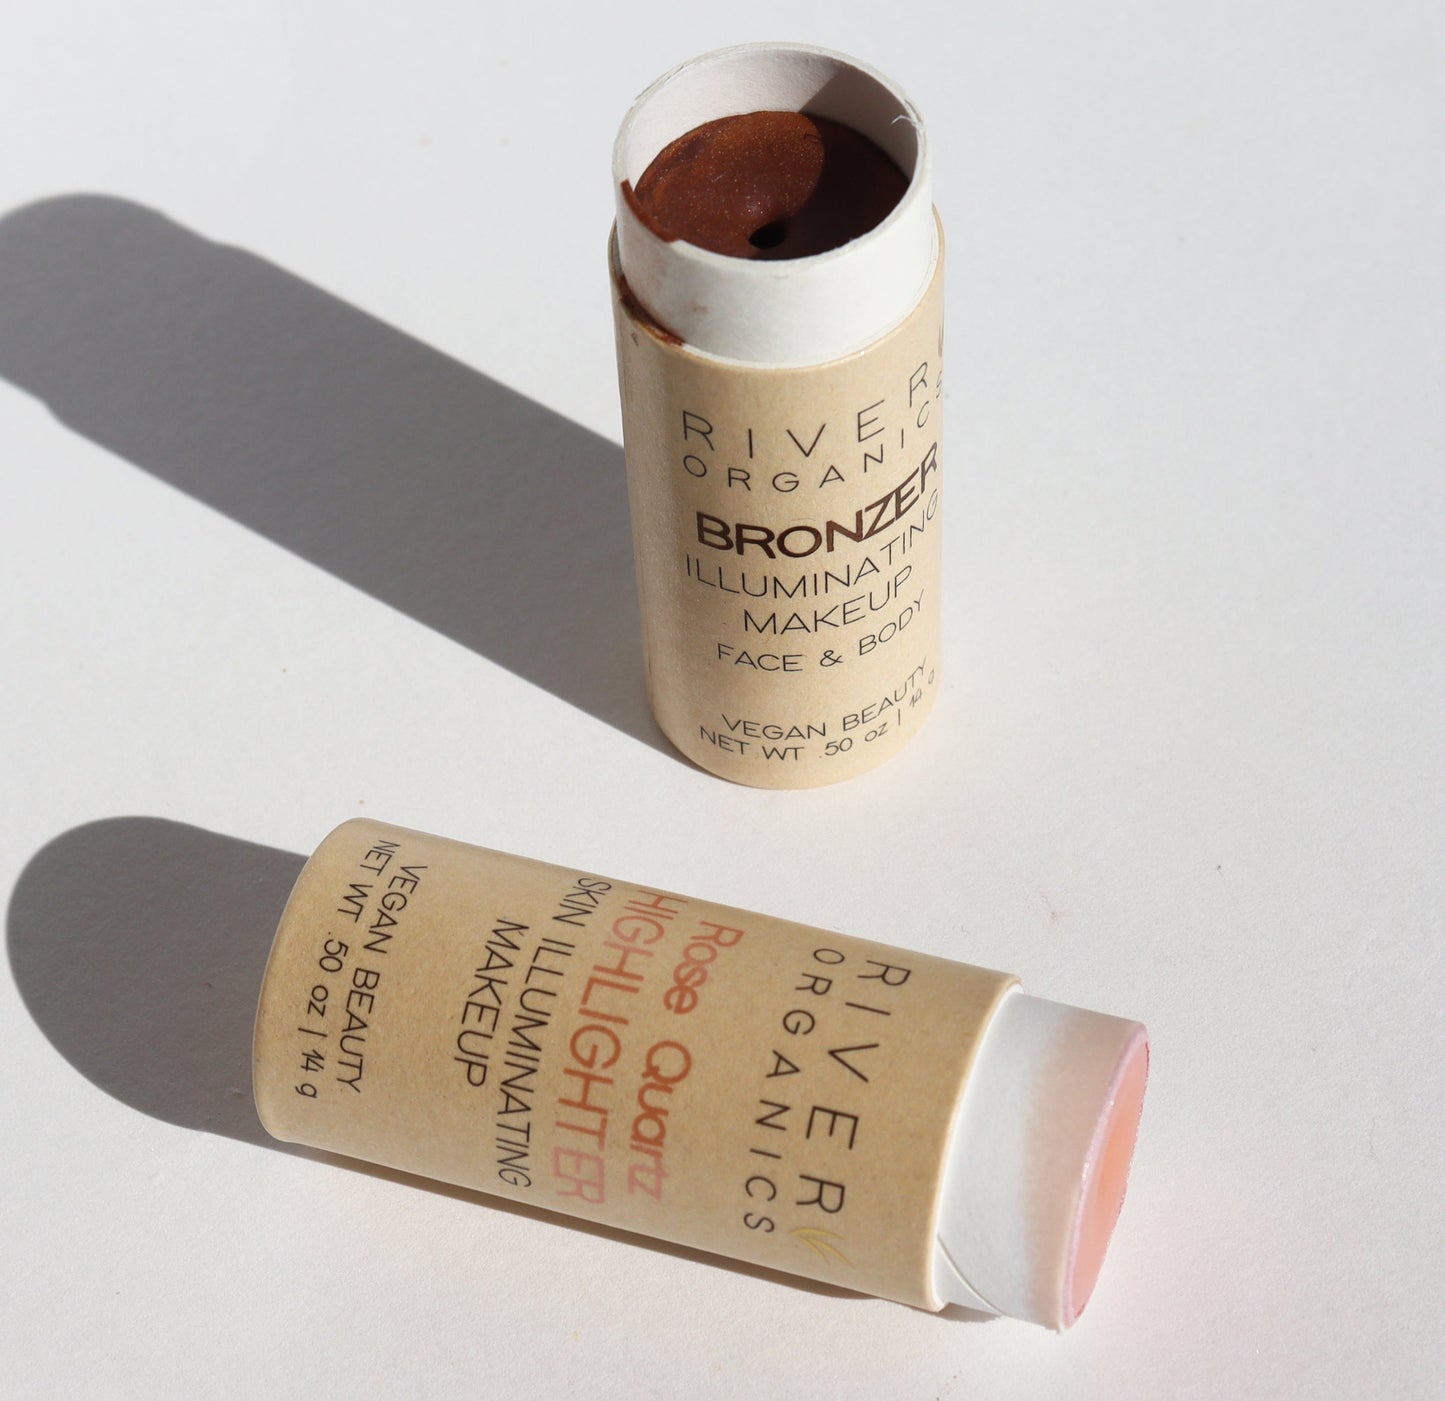 RIVER
ORGANICS
BRONZER
ILLUMINATING
MAKEUP
FACE & BODY
VEGAN BEAUTY
NET WT .50 oz | 14 g
RIVER
ORGANICS
Rose Quartz
HIGHLIGHTER
SKIN ILLUMINATING
MAKEUP
VEGAN BEAUTY
NET WT .50 oz | 14 g